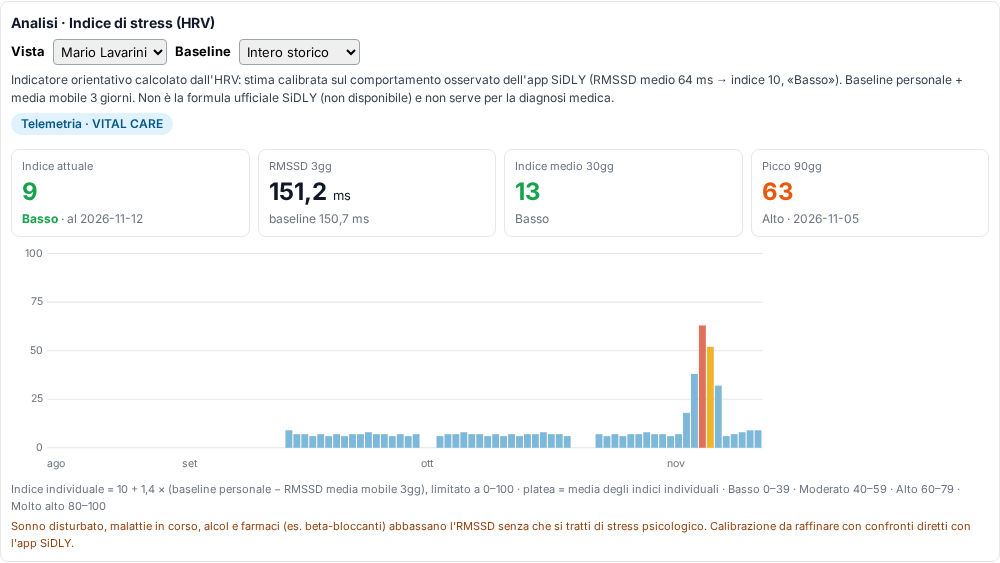 Analisi · Indice di stress (HRV)
Vista Mario Lavarini Baseline Intero storico
Indicatore orientativo calcolato dall'HRV: stima calibrata sul comportamento osservato dell'app SiDLY (RMSSD medio 64 ms → indice 10, «Basso»). Baseline personale +
media mobile 3 giorni. Non è la formula ufficiale SiDLY (non disponibile) e non serve per la diagnosi medica.
Telemetria · VITAL CARE
Indice attuale
9
Basso · al 2026-11-12
RMSSD 3gg
151,2 ms
baseline 150,7 ms
Indice medio 30gg
13
Basso
Picco 90gg
63
Alto · 2026-11-05
100
75
50
25
0
ago set ott nov
Indice individuale = 10 + 1,4 × (baseline personale − RMSSD media mobile 3gg), limitato a 0–100 · platea = media degli indici individuali · Basso 0–39 · Moderato 40–59 · Alto 60–79 ·
Molto alto 80–100
Sonno disturbato, malattie in corso, alcol e farmaci (es. beta-bloccanti) abbassano l'RMSSD senza che si tratti di stress psicologico. Calibrazione da raffinare con confronti diretti con
l'app SiDLY.